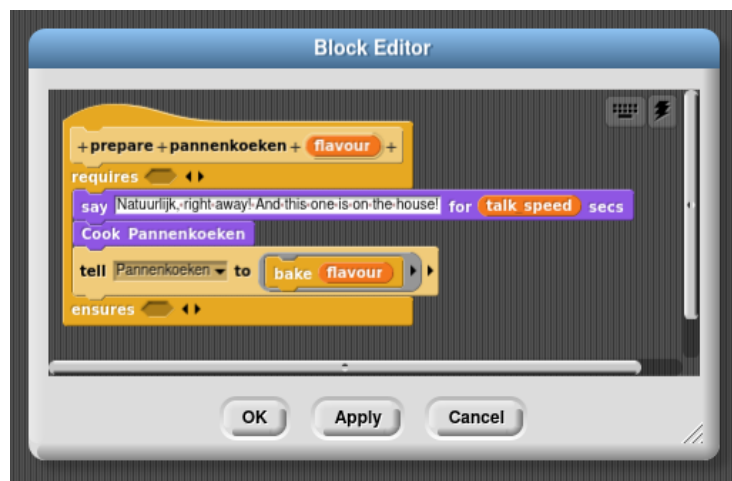 Block Editor
+prepare+pannenkoeken+ flavour +
requires
say Natuurlijk,·right·away!·And·this·one·is·on·the·house! for talk speed secs
Cook Pannenkoeken
tell Pannenkoeken to bake flavour
ensures
OK Apply Cancel